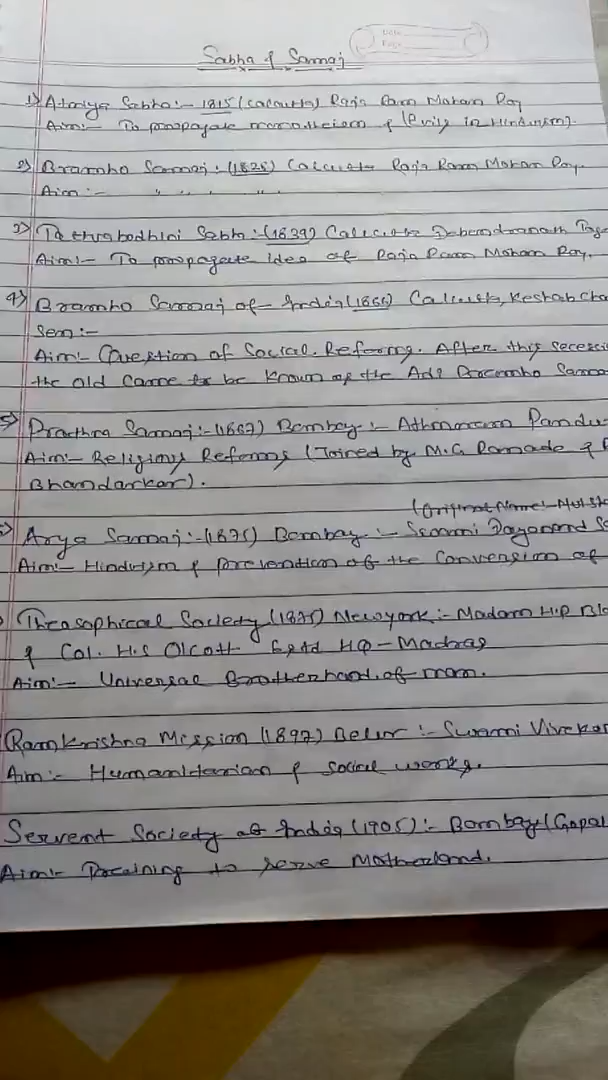 Sabha & Samaj
Date
Page
1) Atmiya Sabha:- 1815 (Calcutta) Raja Ram Mohan Roy
Aim:- To propagate monotheism & (Evils in Hinduism).
2) Bramho Samaj:- (1828) Calcutta Raja Ram Mohan Roy.
Aim:- " " " "
3) Tathvabodhini Sabh:- (1839) Calcutta Debendranath Tag
Aim:- To propagate idea of Raja Ram Mohan Roy.
4) Bramho Samaj of India (1866) Calcutta, Keshab Cha
Sen:-
Aim:- Question of Social Reforms. After this secessi
the old came to be known as the Adi Bramho Sama
5) Prathna Samaj:- (1867) Bombay:- Athmaram Pandu
Aim:- Religious Reforms (Joined by M.G Ranade &
Bhandarkar).
(Original Name:- Mulsh
Arya Samaj:- (1875) Bombay:- Swami Dayanand S
Aim:- Hinduism & prevention of the conversion of
Theosophical Society (1875) Newyork:- Madam H.P Bl
& Col. H.S Olcott HQ-Madras
Aim:- Universal Brotherhood of man.
Ramkrishna Mission (1897) Belur:- Swami Viveka
Aim:- Humanitarian & social works.
Servent Society of India (1905):- Bombay (Gopal
Aim:- Training to serve Motherland.